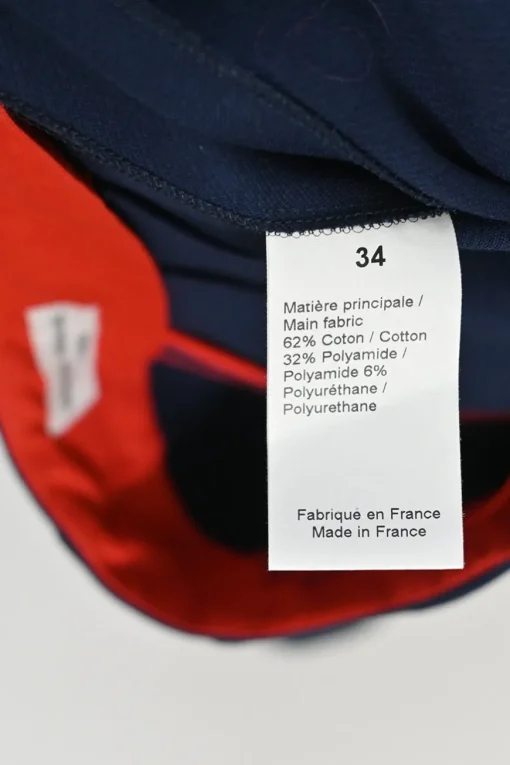 34
Matière principale /
Main fabric
62% Coton / Cotton
32% Polyamide /
Polyamide 6%
Polyuréthane /
Polyurethane
Fabriqué en France
Made in France